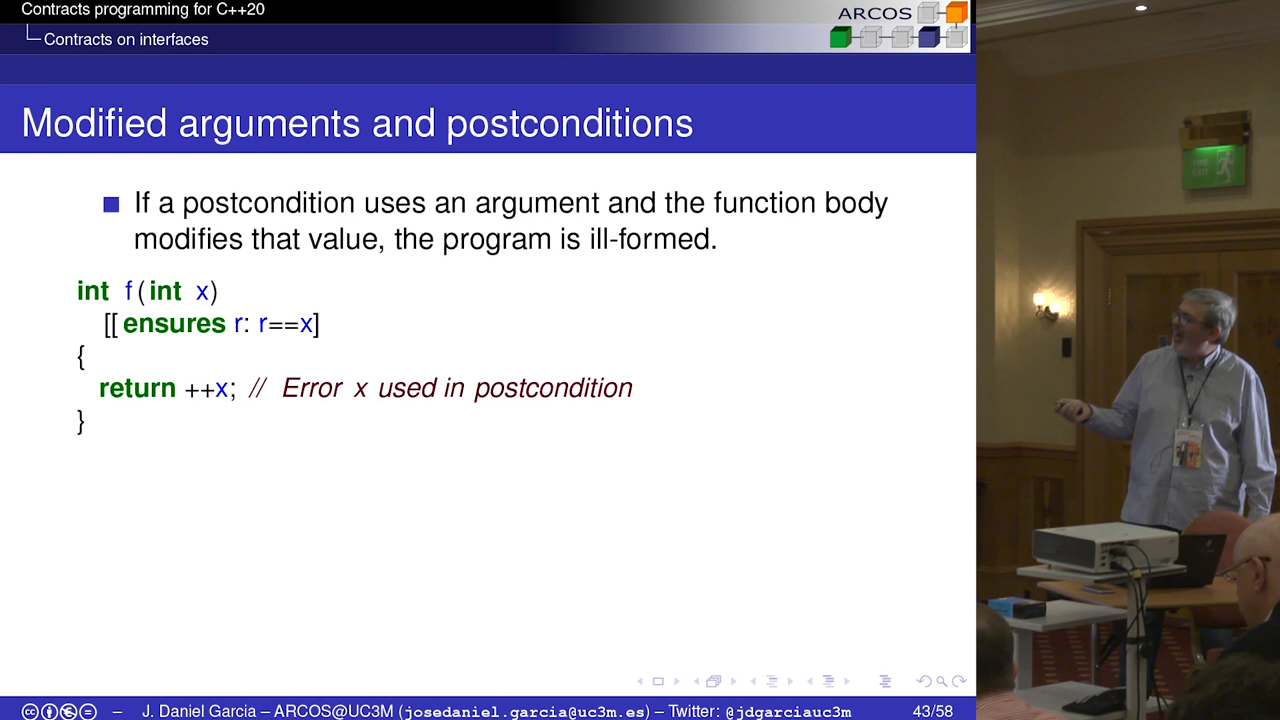 Contracts programming for C++20
Contracts on interfaces
ARCOS
Modified arguments and postconditions
If a postcondition uses an argument and the function body
modifies that value, the program is ill-formed.
int f(int x)
[[ensures r: r==x]
{
return ++x; // Error x used in postcondition
}
– J. Daniel Garcia – ARCOS@UC3M (josedaniel.garcia@uc3m.es) – Twitter: @jdgarciauc3m 43/58